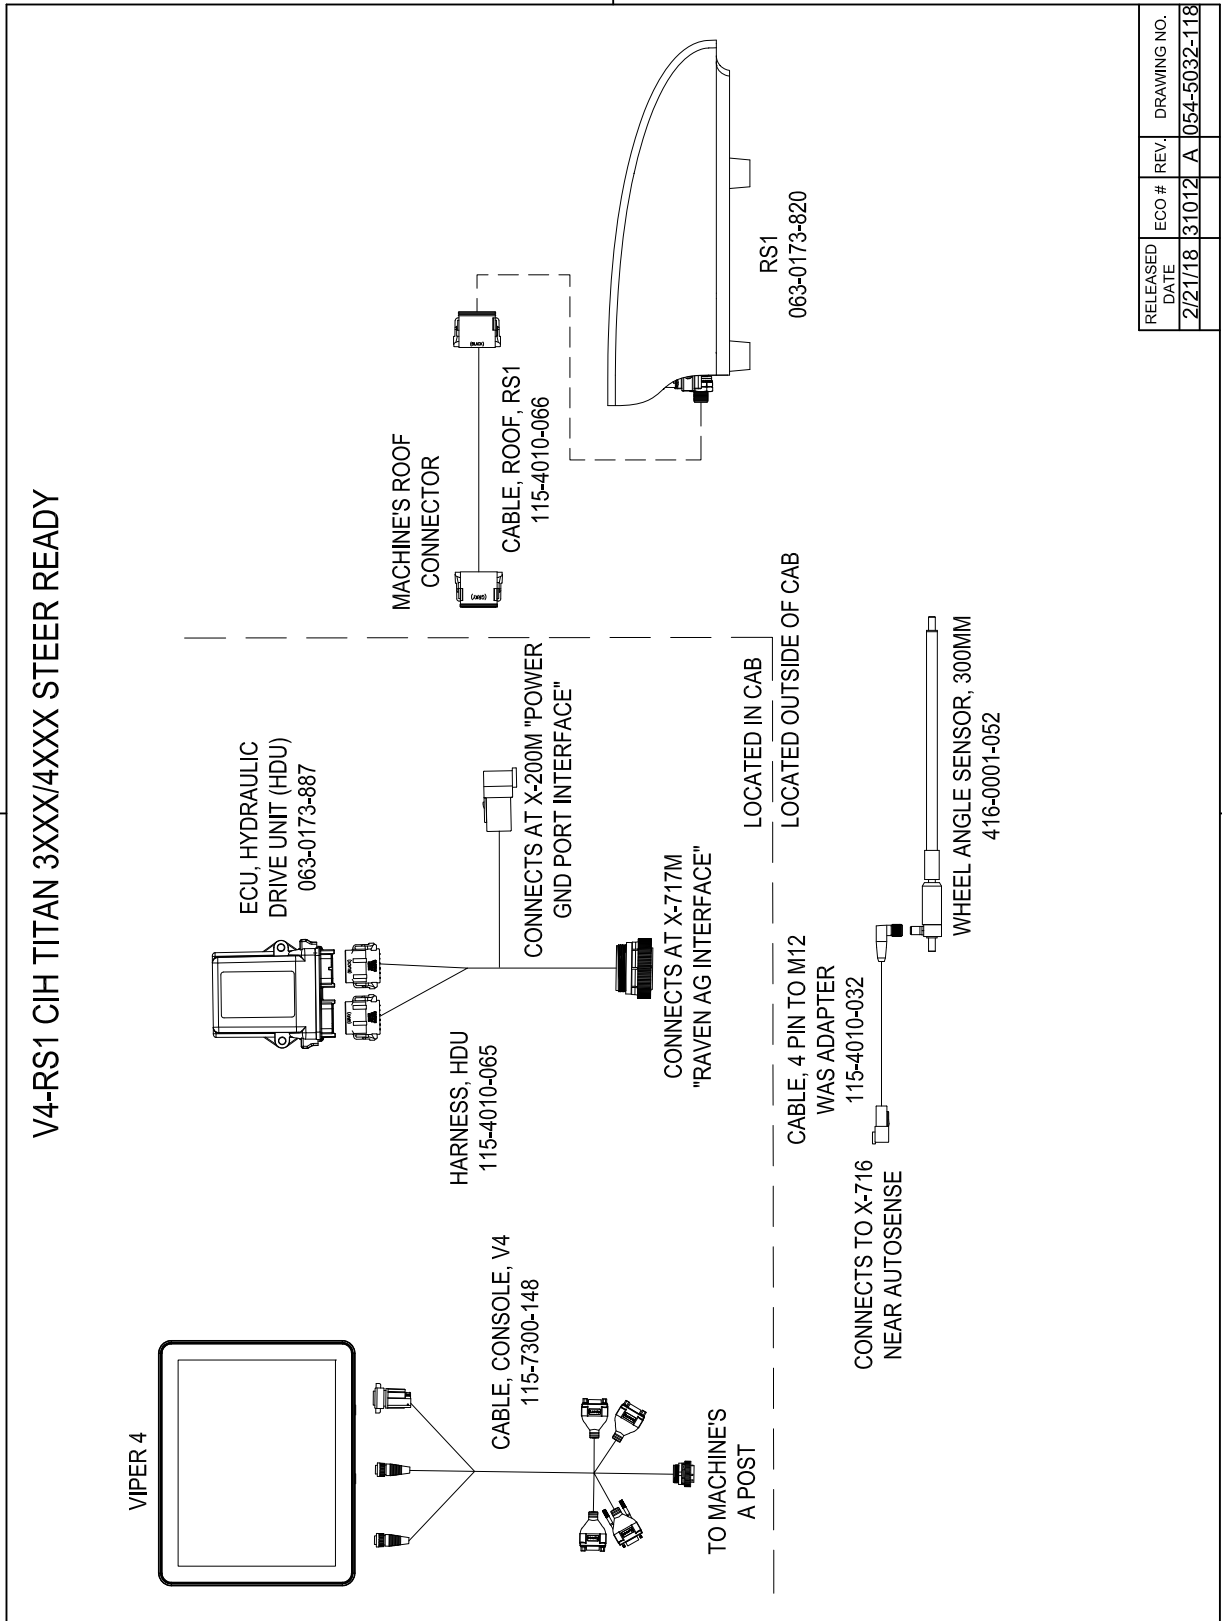 V4-RS1 CIH TITAN 3XXX/4XXX STEER READY
VIPER 4
CABLE, CONSOLE, V4
115-7300-148
TO MACHINE'S
A POST
ECU, HYDRAULIC
DRIVE UNIT (HDU)
063-0173-887
HARNESS, HDU
115-4010-065
CONNECTS AT X-200M "POWER
GND PORT INTERFACE"
CONNECTS AT X-717M
"RAVEN AG INTERFACE"
MACHINE'S ROOF
CONNECTOR
(GRAY)
(BLACK)
CABLE, ROOF, RS1
115-4010-066
RS1
063-0173-820
LOCATED IN CAB
LOCATED OUTSIDE OF CAB
CABLE, 4 PIN TO M12
WAS ADAPTER
115-4010-032
CONNECTS TO X-716
NEAR AUTOSENSE
WHEEL ANGLE SENSOR, 300MM
416-0001-052
RELEASED DATE ECO # REV. DRAWING NO.
2/21/18 31012 A 054-5032-118